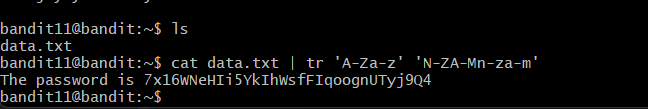 bandit11@bandit:~$ ls
data.txt
bandit11@bandit:~$ cat data.txt | tr 'A-Za-z' 'N-ZA-Mn-za-m'
The password is 7x16WNeHIi5YkIhWsfFIqoognUTyj9Q4
bandit11@bandit:~$